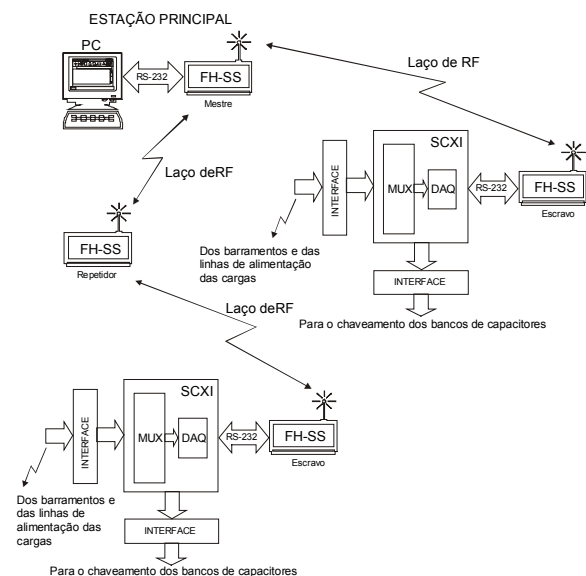 ESTAÇÃO PRINCIPAL
PC
RS-232
FH-SS
Mestre
Laço de RF
Laço deRF
SCXI
INTERFACE
MUX
DAQ
RS-232
FH-SS
Escravo
FH-SS
Repetidor
Dos barramentos e das
linhas de alimentação
das cargas
INTERFACE
Laço deRF
Para o chaveamento dos bancos de capacitores
SCXI
INTERFACE
MUX
DAQ
RS-232
FH-SS
Escravo
Dos barramentos e
das linhas de
alimentação das
cargas
INTERFACE
Para o chaveamento dos bancos de capacitores